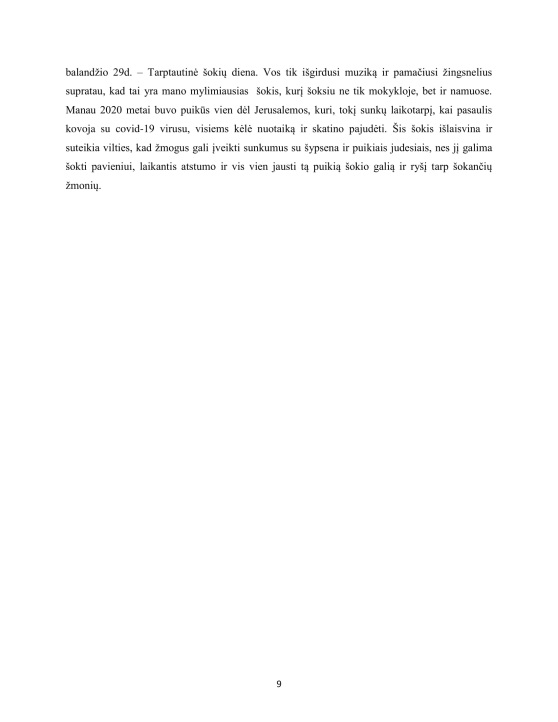 balandžio 29d. – Tarptautinė šokių diena. Vos tik išgirdusi muziką ir pamačiusi žingsnelius
supratau, kad tai yra mano mylimiausias šokis, kurį šoksiu ne tik mokykloje, bet ir namuose.
Manau 2020 metai buvo puikūs vien dėl Jerusalemos, kuri, tokį sunkų laikotarpį, kai pasaulis
kovoja su covid-19 virusu, visiems kėlė nuotaiką ir skatino pajudėti. Šis šokis išlaisvina ir
suteikia vilties, kad žmogus gali įveikti sunkumus su šypsena ir puikiais judesiais, nes jį galima
šokti pavieniui, laikantis atstumo ir vis vien jausti tą puikią šokio galią ir ryšį tarp šokančių
žmonių.
9